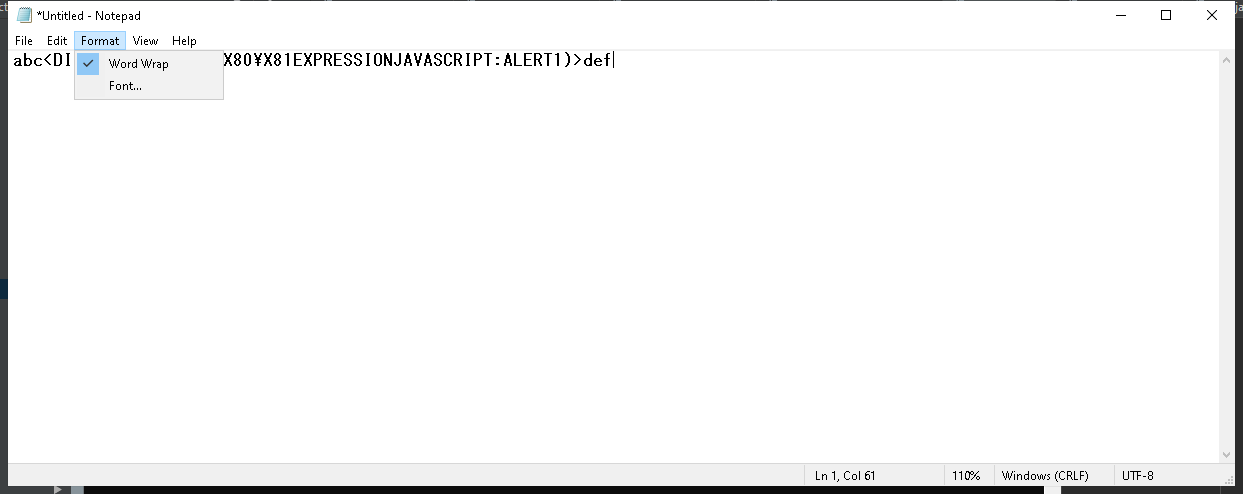 *Untitled - Notepad
File Edit Format View Help
abc<DI X80¥X81EXPRESSIONJAVASCRIPT:ALERT1)>def
Word Wrap
Font...
Ln 1, Col 61 110% Windows (CRLF) UTF-8